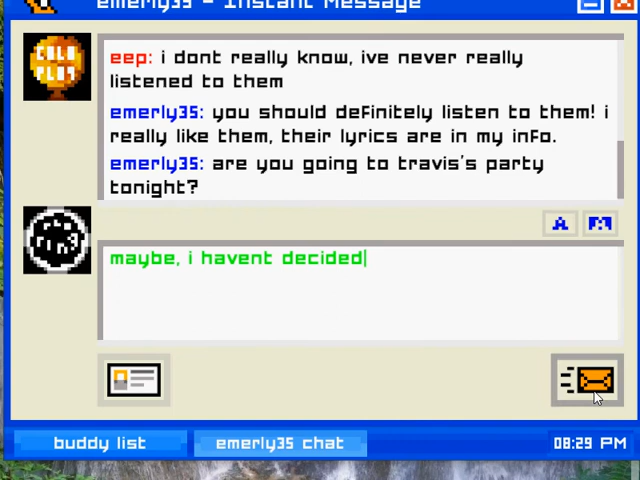 emerly35 - Instant Message
COLD
PLAY
eep: i dont really know, ive never really
listened to them
emerly35: you should definitely listen to them! i
really like them, their lyrics are in my info.
emerly35: are you going to travis's party
tonight?
A
maybe, i havent decided
buddy list
emerly35 chat
08:29 PM